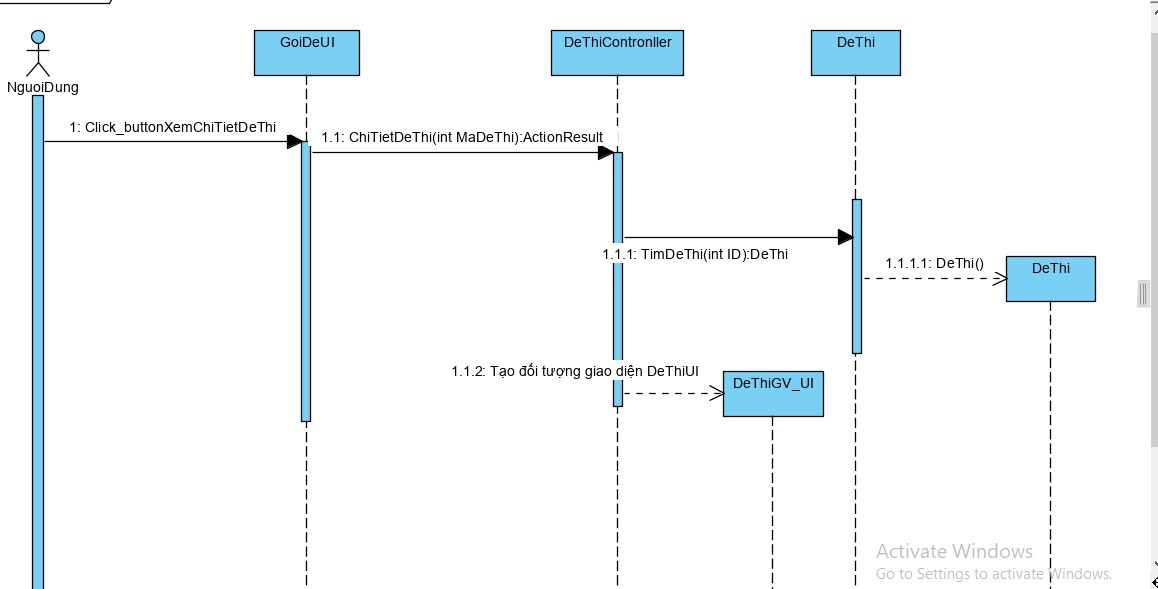 GoiDeUI
DeThiContronller
DeThi
NguoiDung
1: Click_buttonXemChiTietDeThi
1.1: ChiTietDeThi(int MaDeThi):ActionResult
1.1.1: TimDeThi(int ID):DeThi
1.1.1.1: DeThi()
DeThi
1.1.2: Tạo đối tượng giao diện DeThiUI
DeThiGV_UI
Activate Windows
Go to Settings to activate Windows.